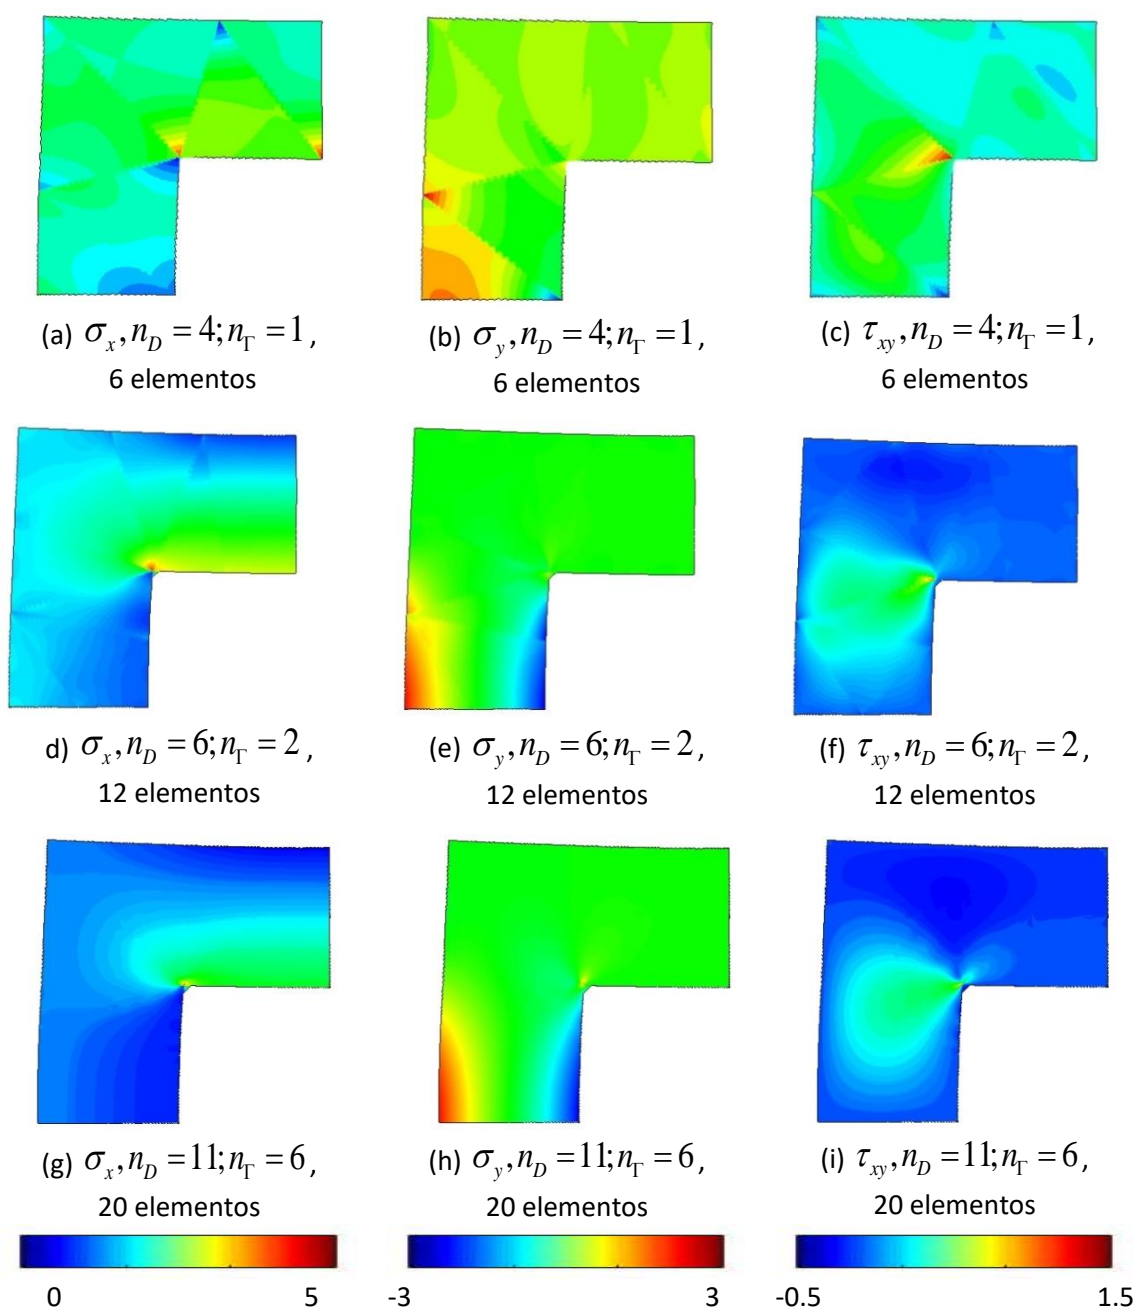 (a) σx, nD = 4; nΓ = 1,
6 elementos
(b) σy, nD = 4; nΓ = 1,
6 elementos
(c) τxy, nD = 4; nΓ = 1,
6 elementos
d) σx, nD = 6; nΓ = 2,
12 elementos
(e) σy, nD = 6; nΓ = 2,
12 elementos
(f) τxy, nD = 6; nΓ = 2,
12 elementos
(g) σx, nD = 11; nΓ = 6,
20 elementos
(h) σy, nD = 11; nΓ = 6,
20 elementos
(i) τxy, nD = 11; nΓ = 6,
20 elementos
0 5
-3 3
-0.5 1.5